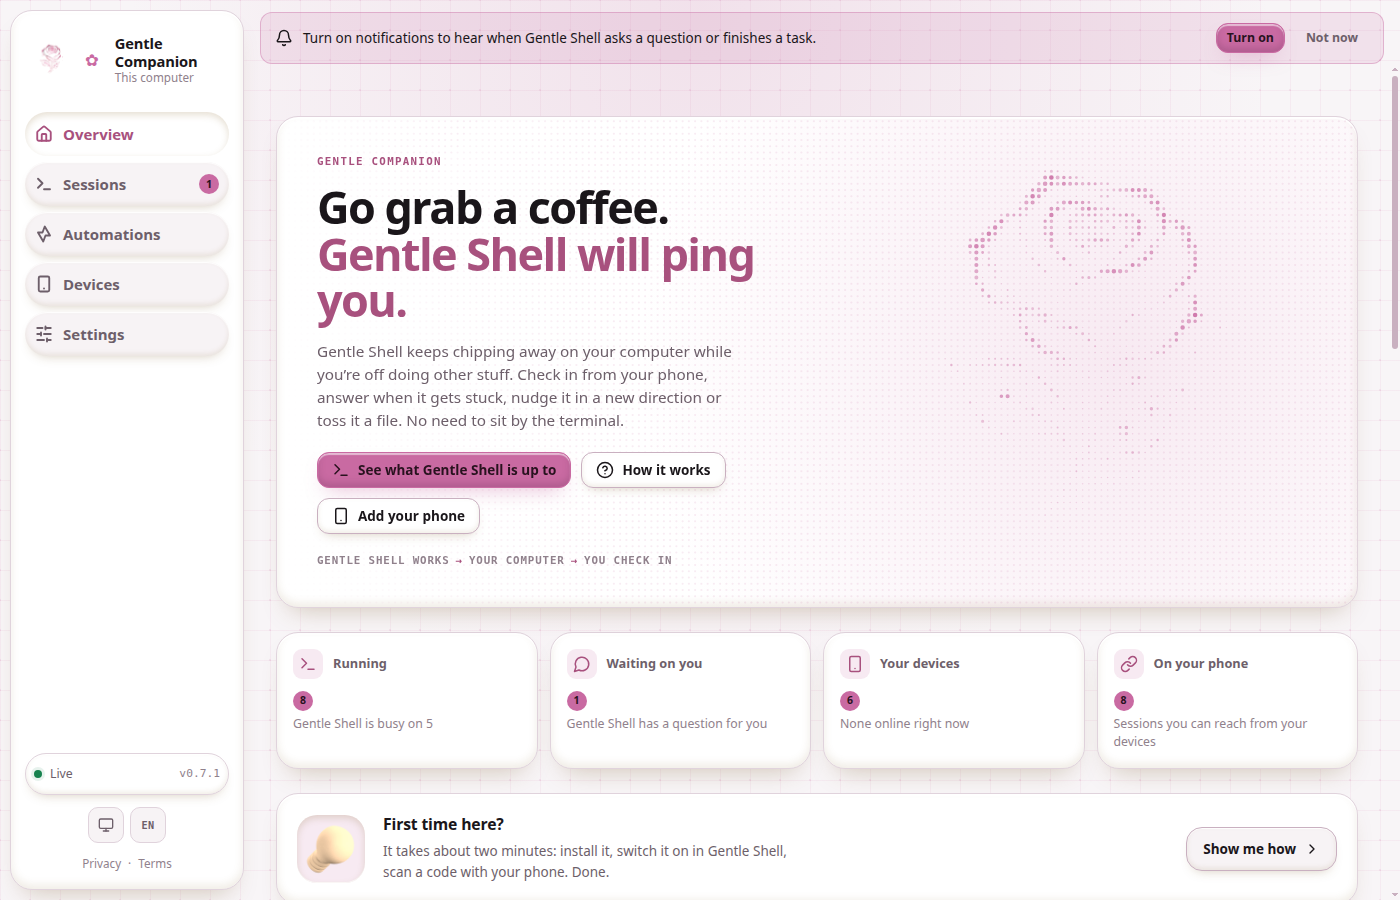 Gentle
Companion
This computer
Overview
Sessions 1
Automations
Devices
Settings
Live v0.7.1
EN
Privacy · Terms
Turn on notifications to hear when Gentle Shell asks a question or finishes a task.
Turn on
Not now
GENTLE COMPANION
Go grab a coffee.
Gentle Shell will ping
you.
Gentle Shell keeps chipping away on your computer while
you're off doing other stuff. Check in from your phone,
answer when it gets stuck, nudge it in a new direction or
toss it a file. No need to sit by the terminal.
See what Gentle Shell is up to
How it works
Add your phone
GENTLE SHELL WORKS → YOUR COMPUTER → YOU CHECK IN
Running
8
Gentle Shell is busy on 5
Waiting on you
1
Gentle Shell has a question for you
Your devices
6
None online right now
On your phone
8
Sessions you can reach from your
devices
First time here?
It takes about two minutes: install it, switch it on in Gentle Shell,
scan a code with your phone. Done.
Show me how